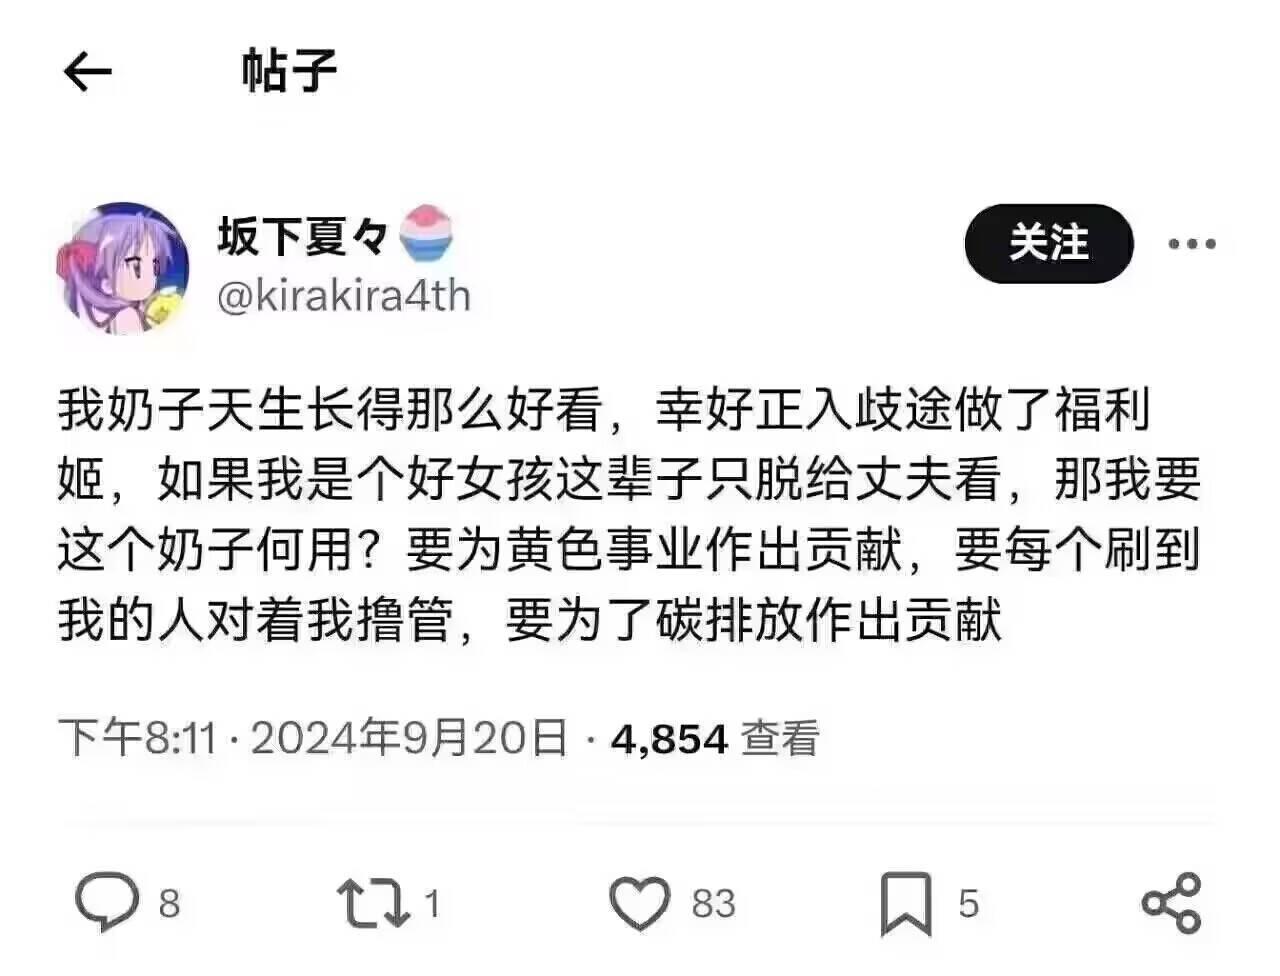 帖子
坂下夏々🍧
@kirakira4th
关注
我奶子天生长得那么好看，幸好正入歧途做了福利
姬，如果我是个好女孩这辈子只脱给丈夫看，那我要
这个奶子何用？要为黄色事业作出贡献，要每个刷到
我的人对着我撸管，要为了碳排放作出贡献
下午8:11 · 2024年9月20日 · 4,854 查看
8 1 83 5